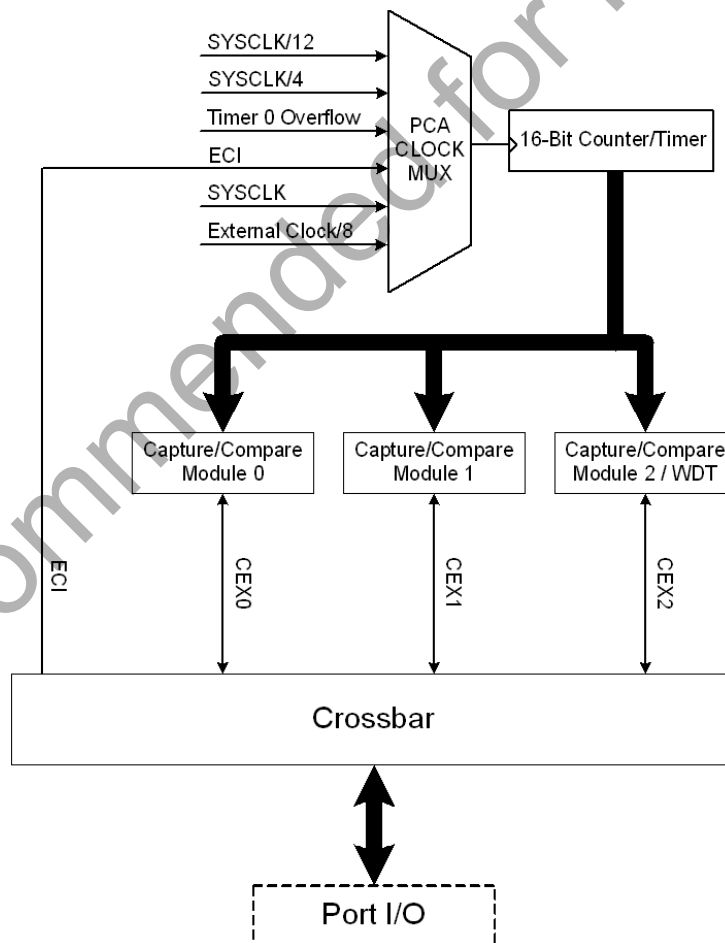 SYSCLK/12
SYSCLK/4
Timer 0 Overflow
ECI
SYSCLK
External Clock/8
PCA
CLOCK
MUX
16-Bit Counter/Timer
Capture/Compare
Module 0
Capture/Compare
Module 1
Capture/Compare
Module 2 / WDT
ECI
CEX0
CEX1
CEX2
Crossbar
Port I/O
ommended for